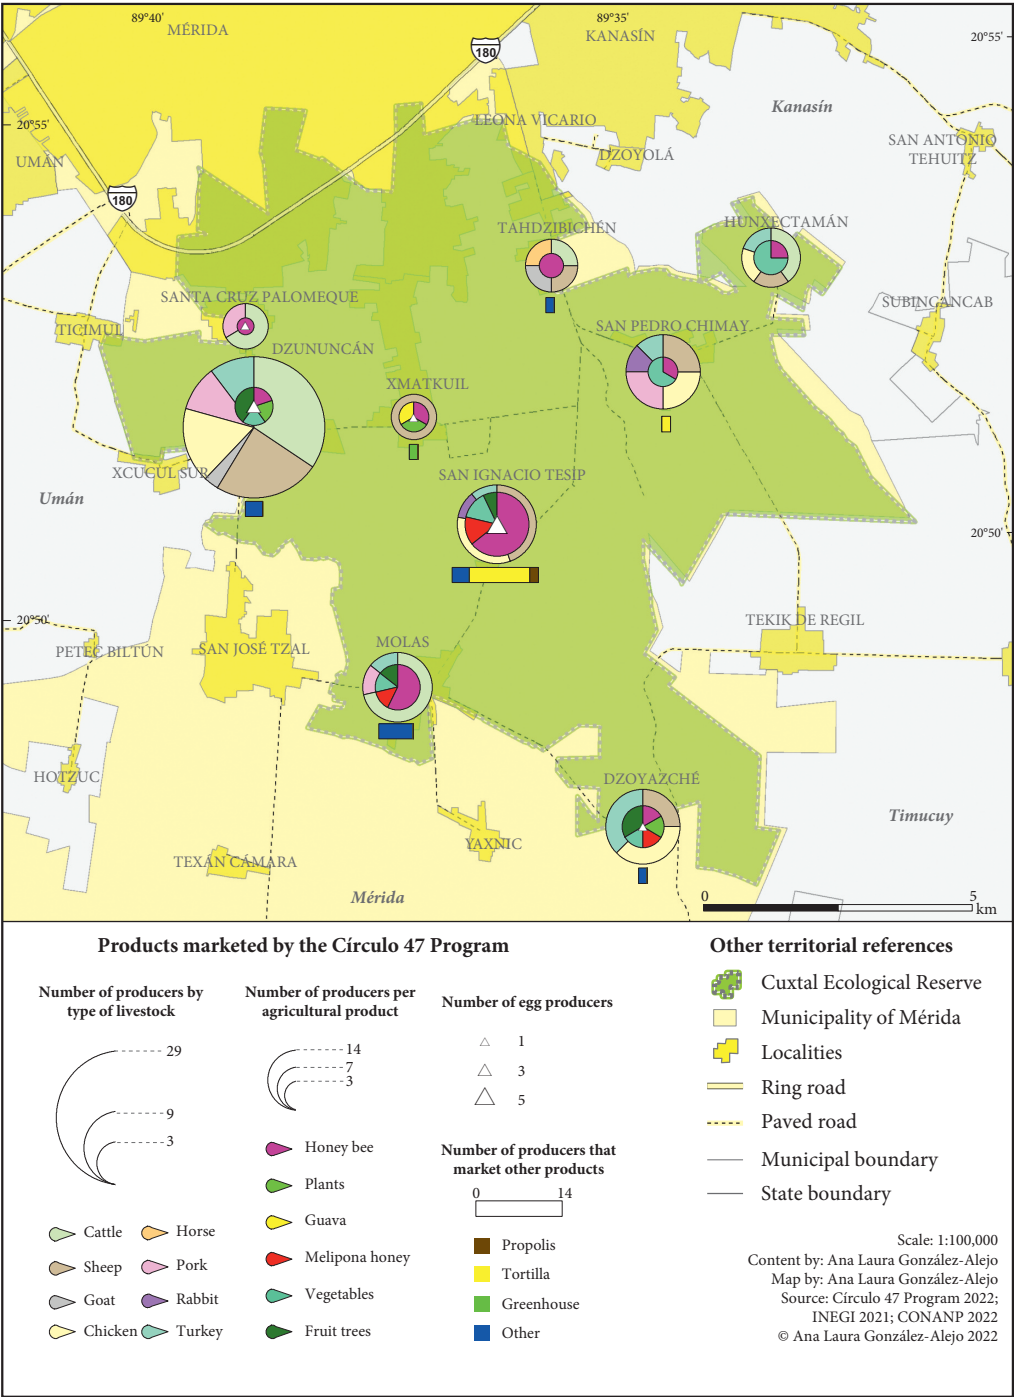 89°40'
MÉRIDA
89°35'
KANASÍN
20°55'
180
Kanasín
LEONA VICARIO
20°55'
SAN ANTONIO
TEHUITZ
UMÁN
DZOYOLÁ
180
TAHDZIBICHÉN
HUNXECTAMÁN
SANTA CRUZ PALOMEQUE
SUBINCANCAB
TICIMUL
SAN PEDRO CHIMAY
DZUNUNCÁN
XMATKUIL
XCUCUL SUR
SAN IGNACIO TESIP
Umán
20°50'
20°50'
TEKIK DE REGIL
PETEC BILTÚN
SAN JOSÉ TZAL
MOLAS
HOTZUC
DZOYAZCHÉ
Timucuy
YAXNIC
TEXÁN CÁMARA
Mérida
0 5
km
Products marketed by the Círculo 47 Program
Number of producers by
type of livestock
29
9
3
Cattle
Sheep
Goat
Chicken
Horse
Pork
Rabbit
Turkey
Number of producers per
agricultural product
14
7
3
Honey bee
Plants
Guava
Melipona honey
Vegetables
Fruit trees
Number of egg producers
1
3
5
Number of producers that
market other products
0 14
Propolis
Tortilla
Greenhouse
Other
Other territorial references
Cuxtal Ecological Reserve
Municipality of Mérida
Localities
Ring road
Paved road
Municipal boundary
State boundary
Scale: 1:100,000
Content by: Ana Laura González-Alejo
Map by: Ana Laura González-Alejo
Source: Círculo 47 Program 2022;
INEGI 2021; CONANP 2022
© Ana Laura González-Alejo 2022